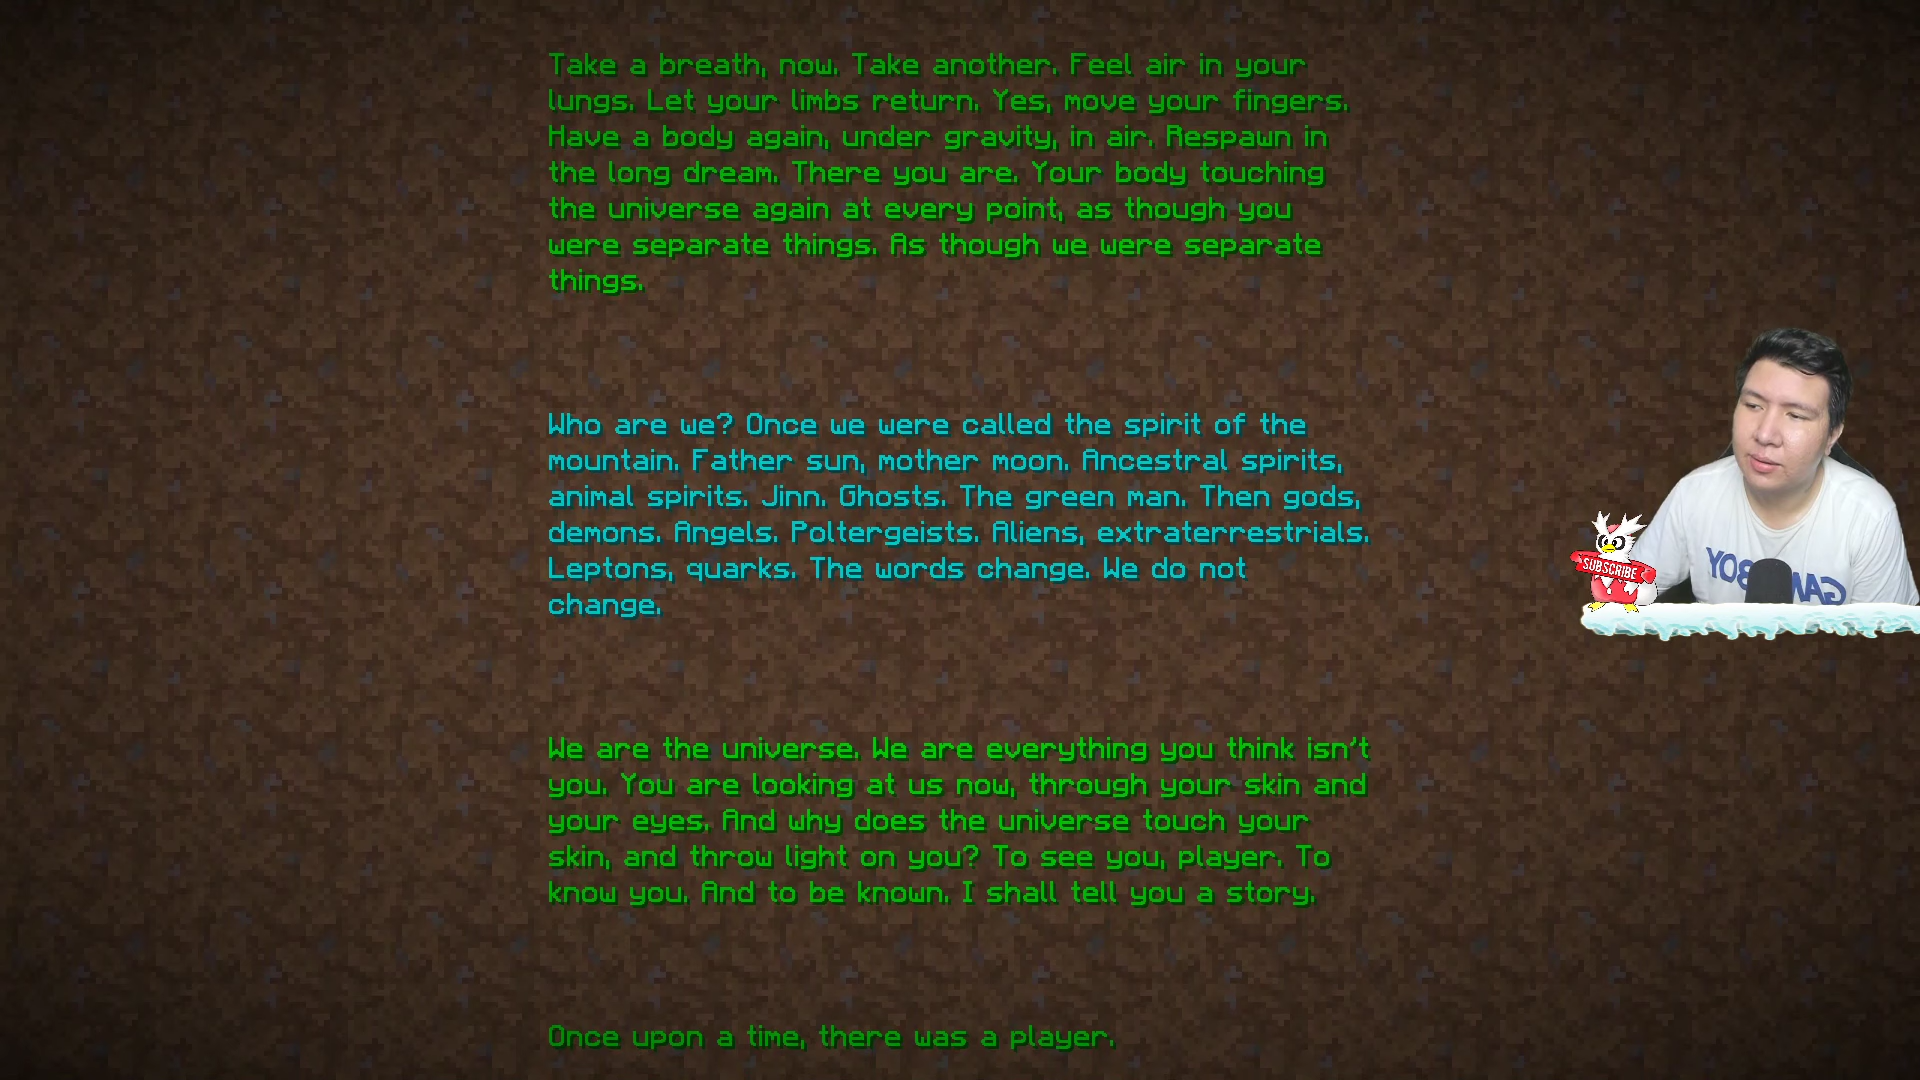 Take a breath, now. Take another. Feel air in your
lungs. Let your limbs return. Yes, move your fingers.
Have a body again, under gravity, in air. Respawn in
the long dream. There you are. Your body touching
the universe again at every point, as though you
were separate things. As though we were separate
things.
Who are we? Once we were called the spirit of the
mountain. Father sun, mother moon. Ancestral spirits,
animal spirits. Jinn. Ghosts. The green man. Then gods,
demons. Angels. Poltergeists. Aliens, extraterrestrials.
Leptons, quarks. The words change. We do not
change.
We are the universe. We are everything you think isn't
you. You are looking at us now, through your skin and
your eyes. And why does the universe touch your
skin, and throw light on you? To see you, player. To
know you. And to be known. I shall tell you a story.
Once upon a time, there was a player.
SUBSCRIBE